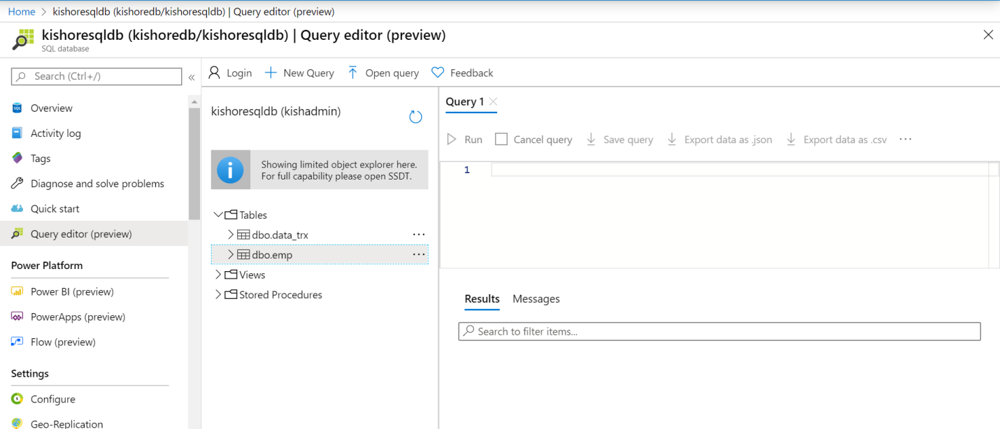 Home > kishoresqldb (kishoredb/kishoresqldb) | Query editor (preview)
kishoresqldb (kishoredb/kishoresqldb) | Query editor (preview)
SQL database
Search (Ctrl+/)
«
Overview
Activity log
Tags
Diagnose and solve problems
Quick start
Query editor (preview)
Power Platform
Power BI (preview)
PowerApps (preview)
Flow (preview)
Settings
Configure
Geo-Replication
Login New Query Open query Feedback
kishoresqldb (kishadmin)
Showing limited object explorer here.
For full capability please open SSDT.
Tables
dbo.data_trx ...
dbo.emp ...
Views
Stored Procedures
Query 1
Run Cancel query Save query Export data as .json Export data as .csv ...
1
Results Messages
Search to filter items...